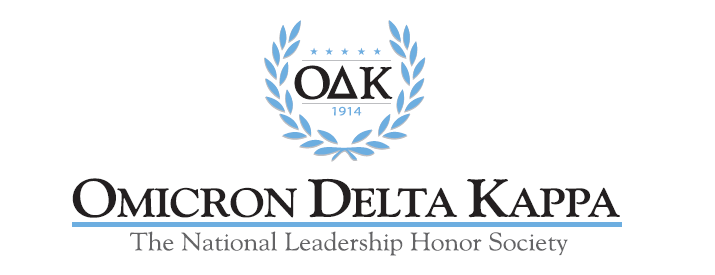 ΟΔΚ
1914
OMICRON DELTA KAPPA
The National Leadership Honor Society